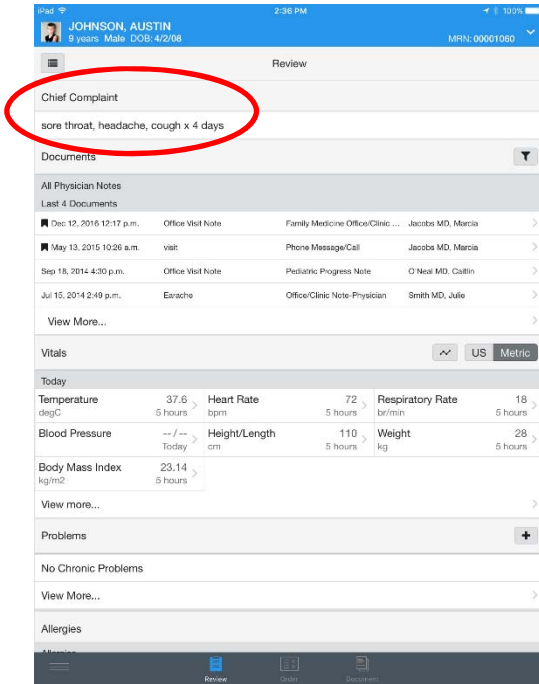 iPad 2:36 PM 100%
JOHNSON, AUSTIN
9 years Male DOB: 4/2/08 MRN: 00001060
Review
Chief Complaint
sore throat, headache, cough x 4 days
Documents
All Physician Notes
Last 4 Documents
Dec 12, 2016 12:17 p.m. Office Visit Note Family Medicine Office/Clinic ... Jacobs MD, Marcia
May 13, 2015 10:26 a.m. visit Phone Message/Call Jacobs MD, Marcia
Sep 18, 2014 4:30 p.m. Office Visit Note Pediatric Progress Note O'Neal MD, Caitlin
Jul 15, 2014 2:49 p.m. Earache Office/Clinic Note-Physician Smith MD, Julie
View More...
Vitals US Metric
Today
Temperature 37.6 Heart Rate 72 Respiratory Rate 18
degC 5 hours bpm 5 hours br/min 5 hours
Blood Pressure --/-- Height/Length 110 Weight 28
Today cm 5 hours kg 5 hours
Body Mass Index 23.14
kg/m2 5 hours
View more...
Problems
No Chronic Problems
View More...
Allergies
Allergies
Review Order Document